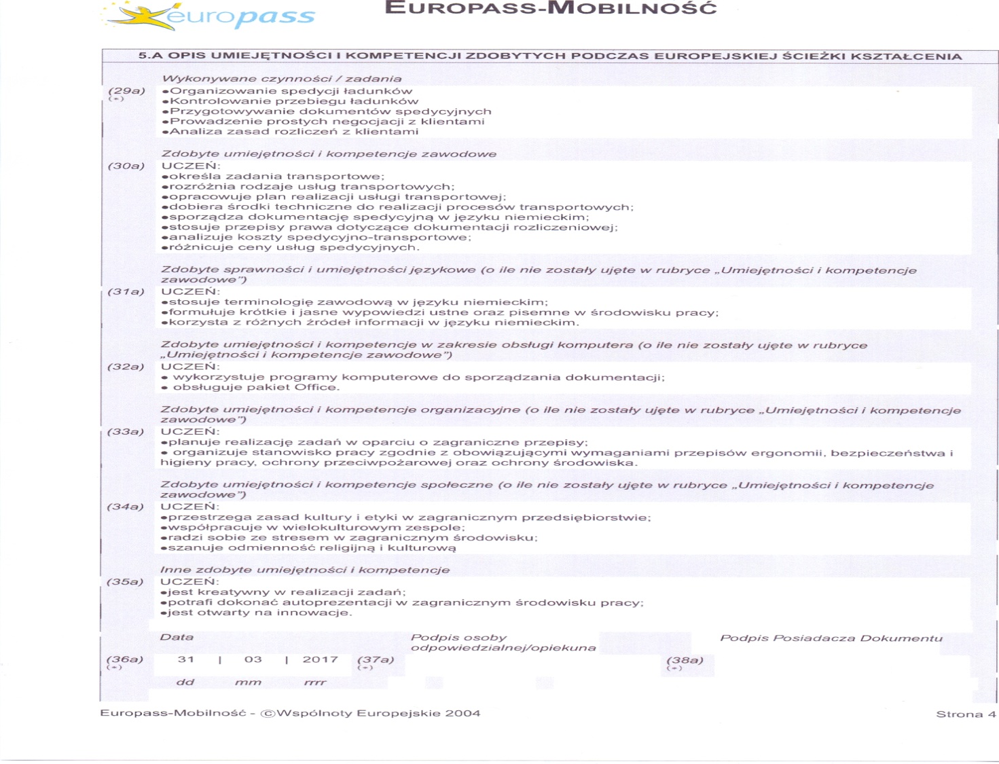 europass
EUROPASS-MOBILNOŚĆ
5.A OPIS UMIEJĘTNOŚCI I KOMPETENCJI ZDOBYTYCH PODCZAS EUROPEJSKIEJ ŚCIEŻKI KSZTAŁCENIA
Wykonywane czynności / zadania
(29a) •Organizowanie spedycji ładunków
(*) •Kontrolowanie przebiegu ładunków
•Przygotowywanie dokumentów spedycyjnych
•Prowadzenie prostych negocjacji z klientami
•Analiza zasad rozliczeń z klientami
Zdobyte umiejętności i kompetencje zawodowe
(30a) UCZEŃ:
•określa zadania transportowe;
•rozróżnia rodzaje usług transportowych;
•opracowuje plan realizacji usługi transportowej;
•dobiera środki techniczne do realizacji procesów transportowych;
•sporządza dokumentację spedycyjną w języku niemieckim;
•stosuje przepisy prawa dotyczące dokumentacji rozliczeniowej;
•analizuje koszty spedycyjno-transportowe;
•różnicuje ceny usług spedycyjnych.
Zdobyte sprawności i umiejętności językowe (o ile nie zostały ujęte w rubryce „Umiejętności i kompetencje
zawodowe”)
(31a) UCZEŃ:
•stosuje terminologię zawodową w języku niemieckim;
•formułuje krótkie i jasne wypowiedzi ustne oraz pisemne w środowisku pracy;
•korzysta z różnych źródeł informacji w języku niemieckim.
Zdobyte umiejętności i kompetencje w zakresie obsługi komputera (o ile nie zostały ujęte w rubryce
„Umiejętności i kompetencje zawodowe”)
(32a) UCZEŃ:
• wykorzystuje programy komputerowe do sporządzania dokumentacji;
• obsługuje pakiet Office.
Zdobyte umiejętności i kompetencje organizacyjne (o ile nie zostały ujęte w rubryce „Umiejętności i kompetencje
zawodowe”)
(33a) UCZEŃ:
•planuje realizację zadań w oparciu o zagraniczne przepisy;
• organizuje stanowisko pracy zgodnie z obowiązującymi wymaganiami przepisów ergonomii, bezpieczeństwa i
higieny pracy, ochrony przeciwpożarowej oraz ochrony środowiska.
Zdobyte umiejętności i kompetencje społeczne (o ile nie zostały ujęte w rubryce „Umiejętności i kompetencje
zawodowe”)
(34a) UCZEŃ:
•przestrzega zasad kultury i etyki w zagranicznym przedsiębiorstwie;
•współpracuje w wielokulturowym zespole;
•radzi sobie ze stresem w zagranicznym środowisku;
•szanuje odmienność religijną i kulturową
Inne zdobyte umiejętności i kompetencje
(35a) UCZEŃ:
•jest kreatywny w realizacji zadań;
•potrafi dokonać autoprezentacji w zagranicznym środowisku pracy;
•jest otwarty na innowacje.
Data Podpis osoby Podpis Posiadacza Dokumentu
odpowiedzialnej/opiekuna
(36a) 31 | 03 | 2017 (37a) (38a)
(*) (*) (*)
dd mm rrrr
Europass-Mobilność - ©Wspólnoty Europejskie 2004 Strona 4